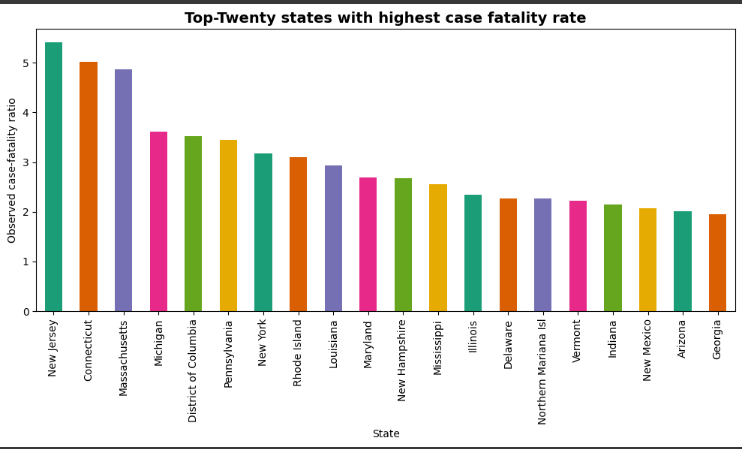 Top-Twenty states with highest case fatality rate
Observed case-fatality ratio
5
4
3
2
1
0
New Jersey
Connecticut
Massachusetts
Michigan
District of Columbia
Pennsylvania
New York
Rhode Island
Louisiana
Maryland
New Hampshire
Mississippi
Illinois
Delaware
Northern Mariana Isl
Vermont
Indiana
New Mexico
Arizona
Georgia
State